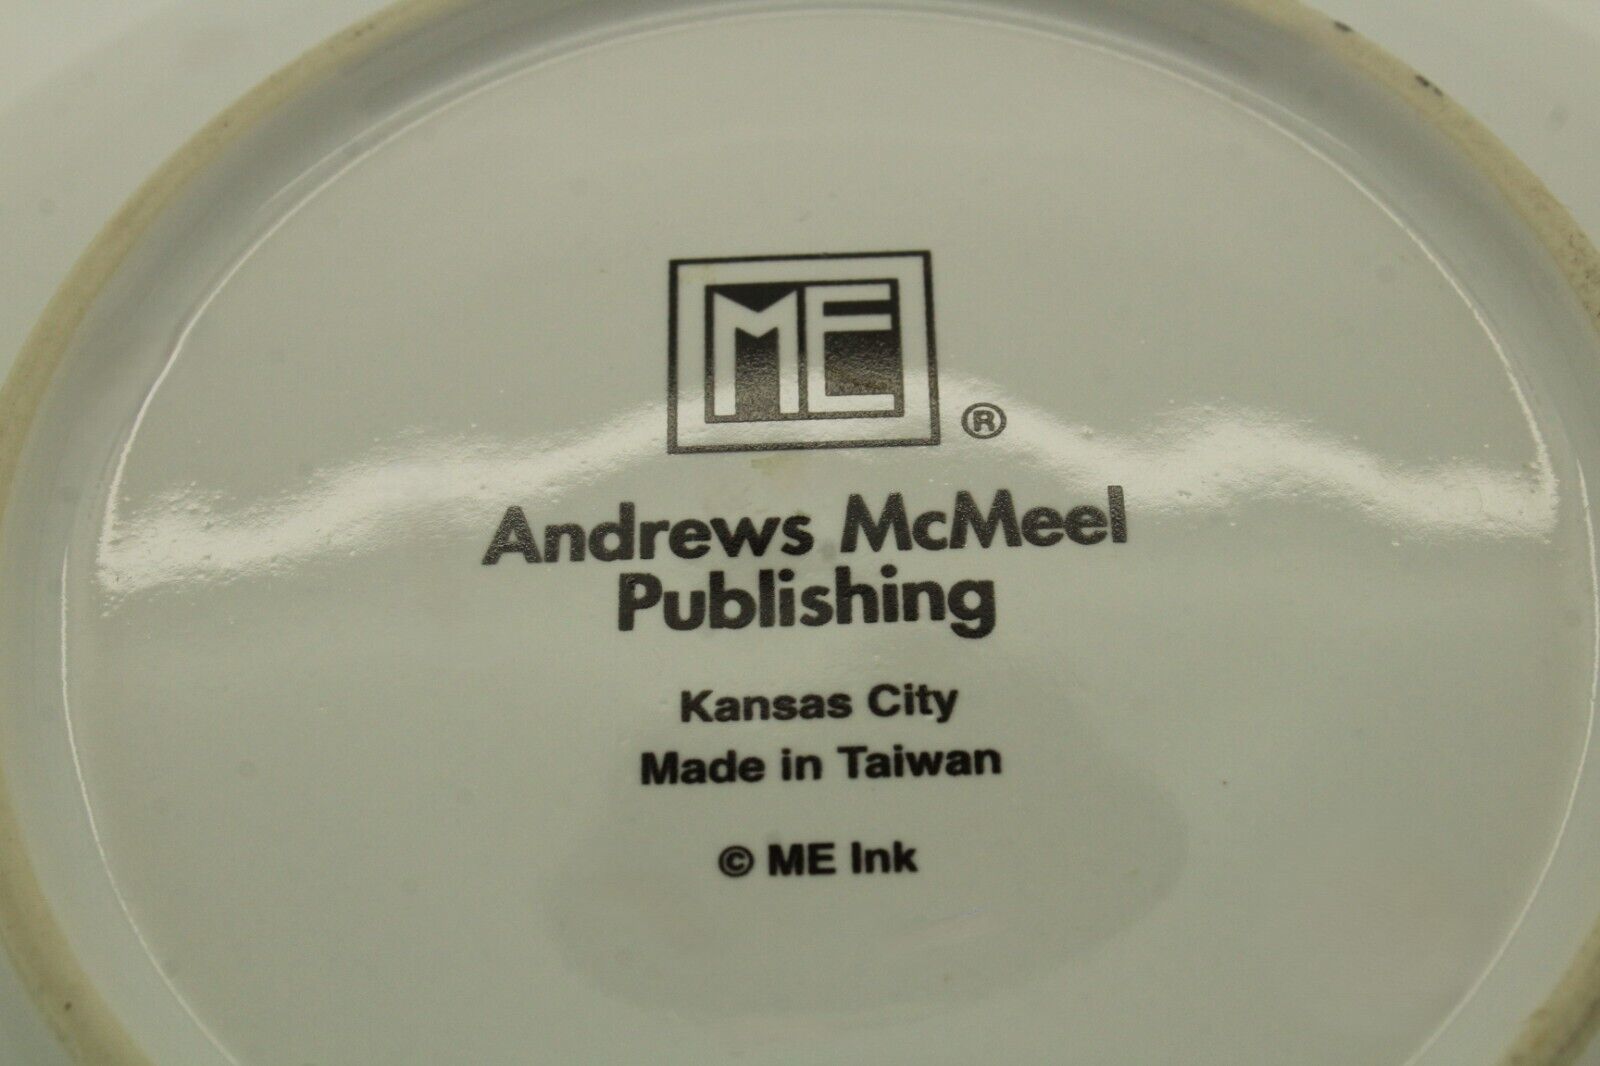 ME ®
Andrews McMeel
Publishing
Kansas City
Made in Taiwan
© ME Ink